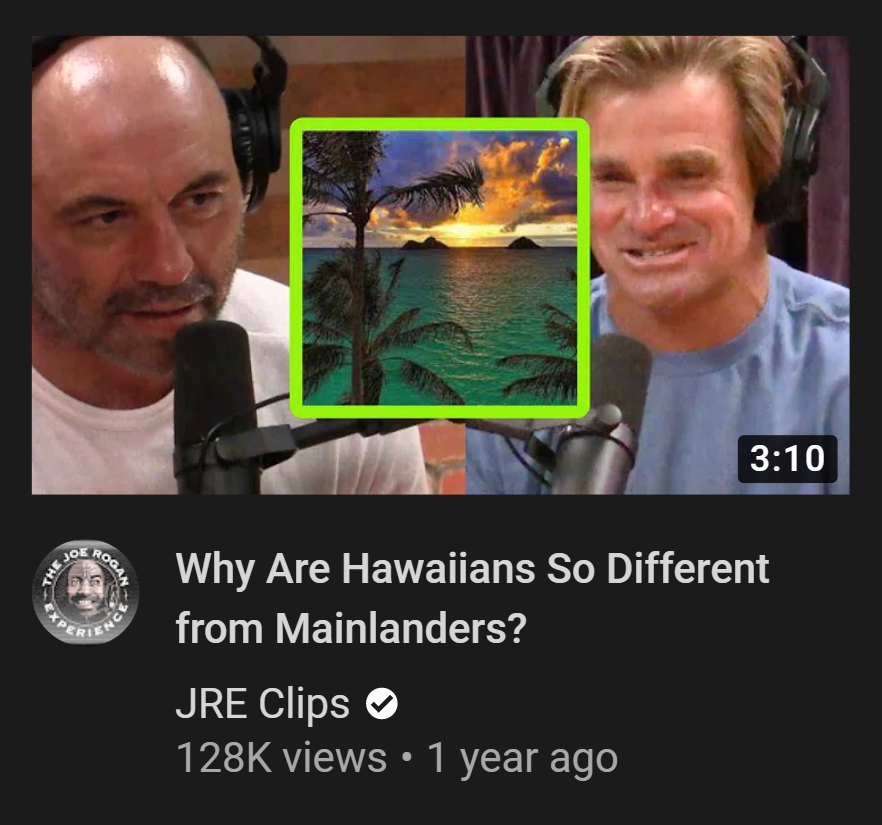 3:10
THE JOE ROGAN
EXPERIENCE
Why Are Hawaiians So Different
from Mainlanders?
JRE Clips
128K views • 1 year ago